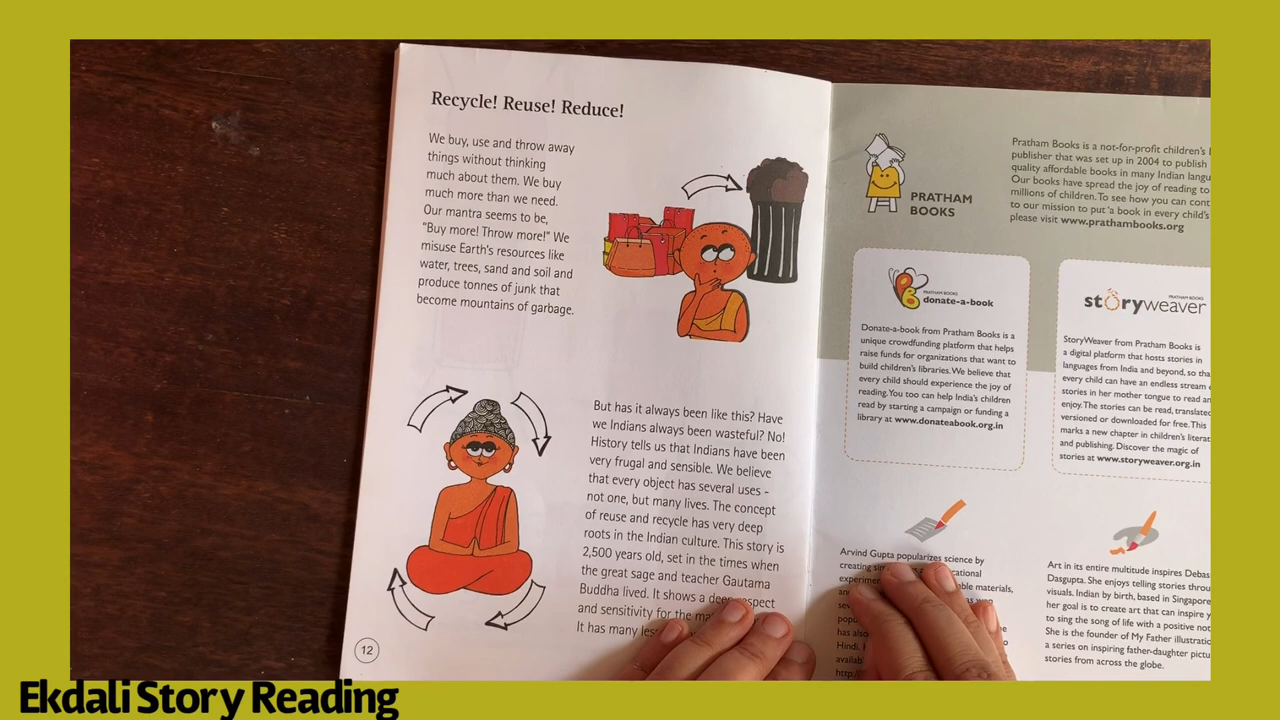 Recycle! Reuse! Reduce!
We buy, use and throw away
things without thinking
much about them. We buy
much more than we need.
Our mantra seems to be,
“Buy more! Throw more!” We
misuse Earth's resources like
water, trees, sand and soil and
produce tonnes of junk that
become mountains of garbage.
But has it always been like this? Have
we Indians always been wasteful? No!
History tells us that Indians have been
very frugal and sensible. We believe
that every object has several uses -
not one, but many lives. The concept
of reuse and recycle has very deep
roots in the Indian culture. This story is
2,500 years old, set in the times when
the great sage and teacher Gautama
Buddha lived. It shows a deep respect
and sensitivity for the
It has many
12
PRATHAM
BOOKS
Pratham Books is a not-for-profit children's
publisher that was set up in 2004 to publish
quality affordable books in many Indian
Our books have spread the joy of reading to
millions of children. To see how you can
to our mission to put 'a book in every child's
please visit www.prathambooks.org
PRATHAM BOOKS
donate-a-book
Donate-a-book from Pratham Books is a
unique crowdfunding platform that helps
raise funds for organizations that want to
build children's libraries. We believe that
every child should experience the joy of
reading. You too can help India's children
read by starting a campaign or funding a
library at www.donateabook.org.in
PRATHAM BOOKS
storyweaver
StoryWeaver from Pratham Books is
a digital platform that hosts stories in
languages from India and beyond, so
every child can have an endless stream
stories in her mother tongue to read
enjoy. The stories can be read, translated
versioned or downloaded for free. This
marks a new chapter in children's
and publishing. Discover the magic of
stories at www.storyweaver.org.in
Arvind Gupta popularizes science by
creating
materials,
has also
Hindi.
http://
Art in its entire multitude inspires
Dasgupta. She enjoys telling stories
visuals. Indian by birth, based in Singapore
her goal is to create art that can inspire
to sing the song of life with a positive
She is the founder of My Father
a series on inspiring father-daughter
stories from across the globe.
Ekdali Story Reading